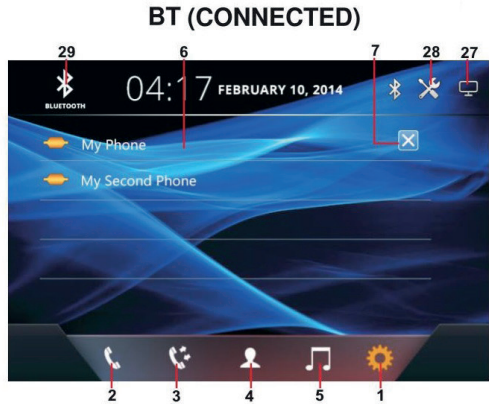 BT (CONNECTED)
29 6 7 28 27
BLUETOOTH 04:17 FEBRUARY 10, 2014
My Phone
My Second Phone
2 3 4 5 1